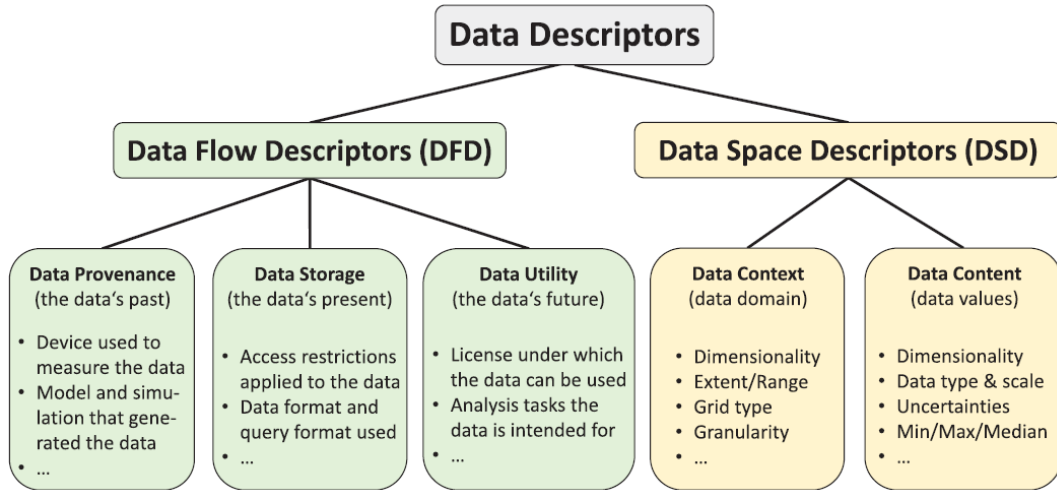 Data Descriptors
Data Flow Descriptors (DFD)
Data Space Descriptors (DSD)
Data Provenance
(the data‘s past)
• Device used to
measure the data
• Model and simu-
lation that gene-
rated the data
• ...
Data Storage
(the data‘s present)
• Access restrictions
applied to the data
• Data format and
query format used
• ...
Data Utility
(the data‘s future)
• License under which
the data can be used
• Analysis tasks the
data is intended for
• ...
Data Context
(data domain)
• Dimensionality
• Extent/Range
• Grid type
• Granularity
• ...
Data Content
(data values)
• Dimensionality
• Data type & scale
• Uncertainties
• Min/Max/Median
• ...